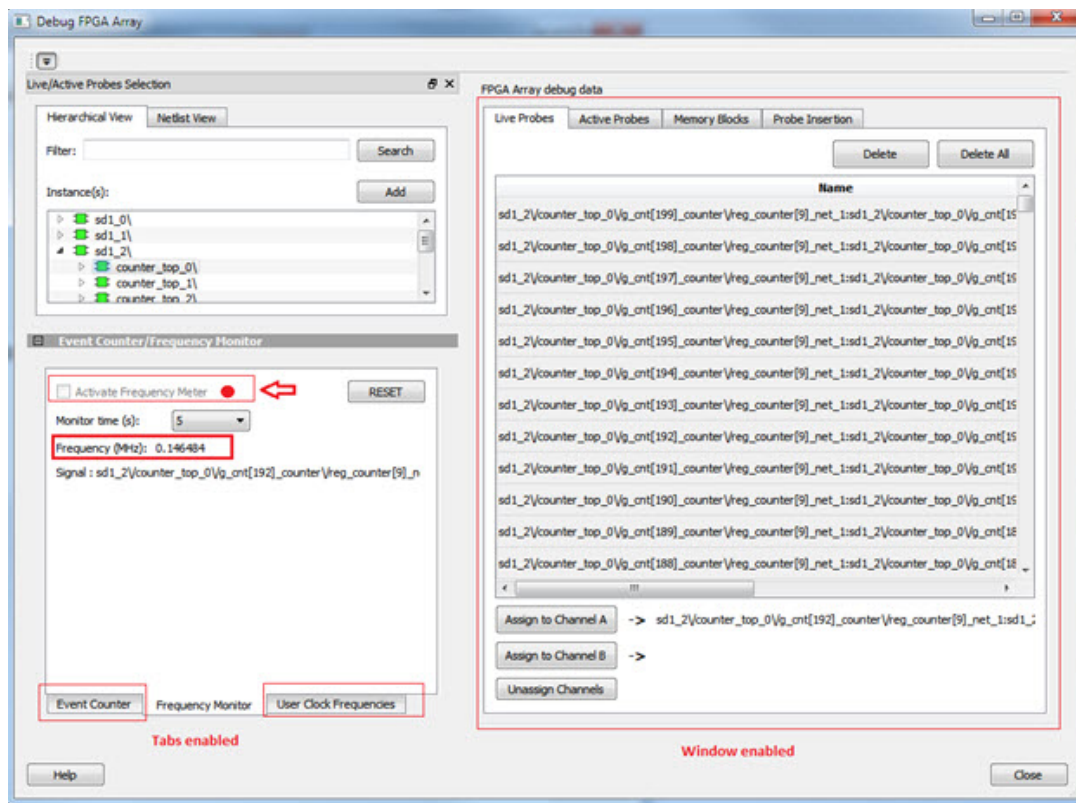 Debug FPGA Array
Live/Active Probes Selection
Hierarchical View
Netlist View
Filter:
Search
Instance(s):
Add
sd1_0\
sd1_1\
sd1_2\
counter_top_0\
counter_top_1\
counter_top_2\
Event Counter/Frequency Monitor
Activate Frequency Meter
RESET
Monitor time (s):
5
Frequency (MHz): 0.146484
Signal : sd1_2\/counter_top_0\/g_cnt[192]_counter\/reg_counter[9]_n
Event Counter
Frequency Monitor
User Clock Frequencies
Tabs enabled
Help
FPGA Array debug data
Live Probes
Active Probes
Memory Blocks
Probe Insertion
Delete
Delete All
Name
sd1_2\/counter_top_0\/g_cnt[199]_counter\/reg_counter[9]_net_1:sd1_2\/counter_top_0\/g_cnt[19
sd1_2\/counter_top_0\/g_cnt[198]_counter\/reg_counter[9]_net_1:sd1_2\/counter_top_0\/g_cnt[19
sd1_2\/counter_top_0\/g_cnt[197]_counter\/reg_counter[9]_net_1:sd1_2\/counter_top_0\/g_cnt[19
sd1_2\/counter_top_0\/g_cnt[196]_counter\/reg_counter[9]_net_1:sd1_2\/counter_top_0\/g_cnt[19
sd1_2\/counter_top_0\/g_cnt[195]_counter\/reg_counter[9]_net_1:sd1_2\/counter_top_0\/g_cnt[19
sd1_2\/counter_top_0\/g_cnt[194]_counter\/reg_counter[9]_net_1:sd1_2\/counter_top_0\/g_cnt[19
sd1_2\/counter_top_0\/g_cnt[193]_counter\/reg_counter[9]_net_1:sd1_2\/counter_top_0\/g_cnt[19
sd1_2\/counter_top_0\/g_cnt[192]_counter\/reg_counter[9]_net_1:sd1_2\/counter_top_0\/g_cnt[19
sd1_2\/counter_top_0\/g_cnt[191]_counter\/reg_counter[9]_net_1:sd1_2\/counter_top_0\/g_cnt[19
sd1_2\/counter_top_0\/g_cnt[190]_counter\/reg_counter[9]_net_1:sd1_2\/counter_top_0\/g_cnt[19
sd1_2\/counter_top_0\/g_cnt[189]_counter\/reg_counter[9]_net_1:sd1_2\/counter_top_0\/g_cnt[18
sd1_2\/counter_top_0\/g_cnt[188]_counter\/reg_counter[9]_net_1:sd1_2\/counter_top_0\/g_cnt[18
Assign to Channel A -> sd1_2\/counter_top_0\/g_cnt[192]_counter\/reg_counter[9]_net_1:sd1_2
Assign to Channel B ->
Unassign Channels
Window enabled
Close